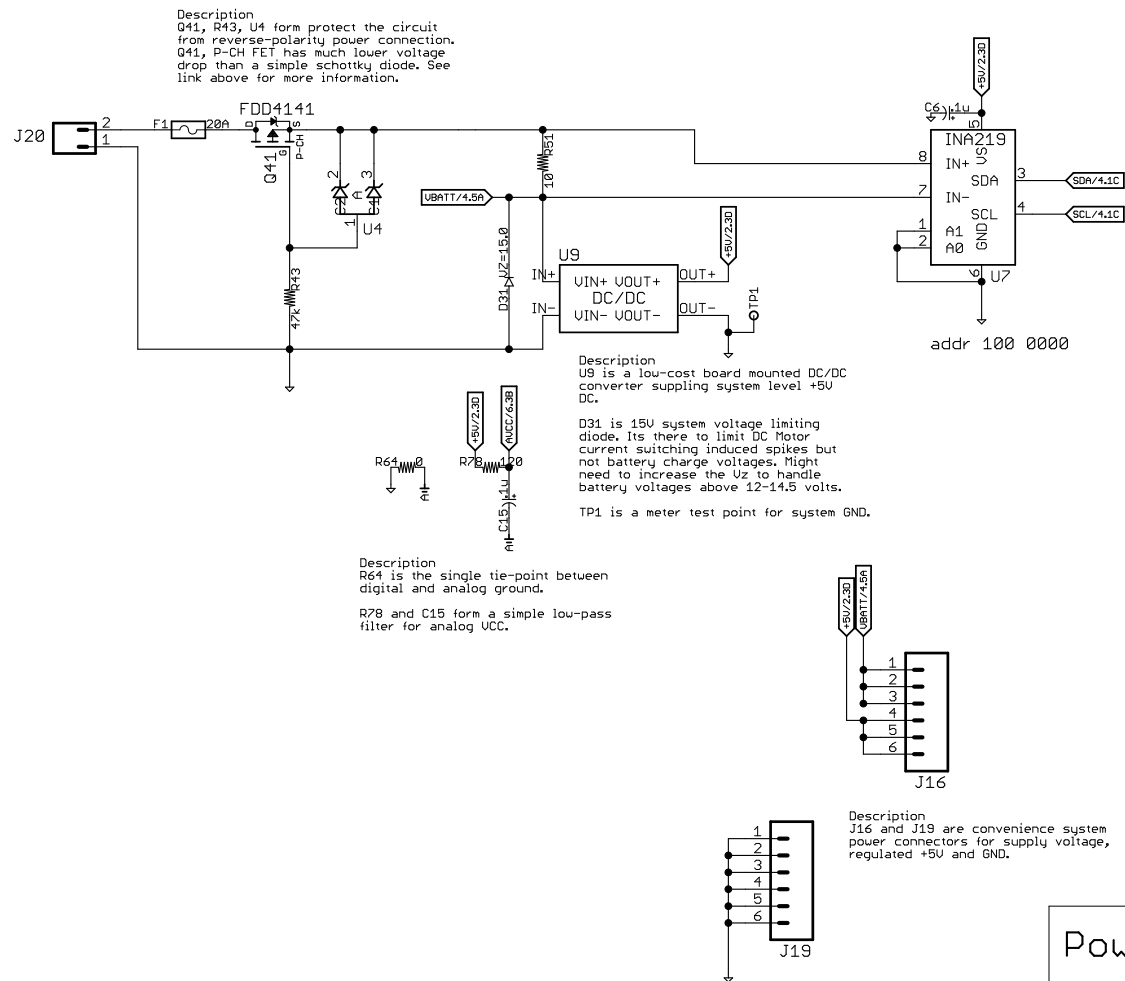 Description
Q41, R43, U4 form protect the circuit
from reverse-polarity power connection.
Q41, P-CH FET has much lower voltage
drop than a simple schottky diode. See
link above for more information.
J20
2
1
F1
20A
FDD4141
D
S
G
P-CH
Q41
2
3
C2
A
C1
1
U4
R43
47k
R51
10
VBATT/4.5A
D31 VZ=15.0
U9
IN+
IN-
VIN+ VOUT+
DC/DC
VIN- VOUT-
OUT+
OUT-
+5V/2.3D
TP1
+5V/2.3D
C6
.1u
5
INA219
VS
8
IN+
7
IN-
SDA
3
SCL
4
SDA/4.1C
SCL/4.1C
1
A1
2
A0
GND
6
U7
addr 100 0000
Description
U9 is a low-cost board mounted DC/DC
converter suppling system level +5V
DC.
D31 is 15V system voltage limiting
diode. Its there to limit DC Motor
current switching induced spikes but
not battery charge voltages. Might
need to increase the Vz to handle
battery voltages above 12-14.5 volts.
TP1 is a meter test point for system GND.
+5V/2.3D
AVCC/6.3B
R64
0
A
R78
120
C15
.1u
A
Description
R64 is the single tie-point between
digital and analog ground.
R78 and C15 form a simple low-pass
filter for analog VCC.
+5V/2.3D
VBATT/4.5A
1
2
3
4
5
6
J16
Description
J16 and J19 are convenience system
power connectors for supply voltage,
regulated +5V and GND.
1
2
3
4
5
6
J19
Pow